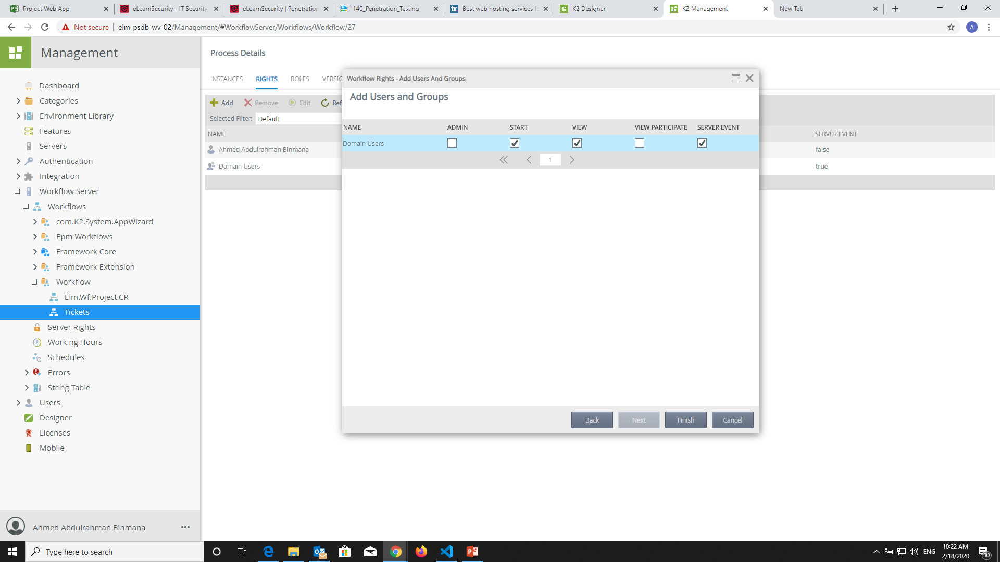 Project Web App
eLearnSecurity - IT Security
eLearnSecurity | Penetration
140_Penetration_Testing
Best web hosting services fo
K2 Designer
K2 Management
New Tab
Not secure
elm-psdb-wv-02/Management/#WorkflowServer/Workflows/Workflow/27
A
Management
Dashboard
Categories
Environment Library
Features
Servers
Authentication
Integration
Workflow Server
Workflows
com.K2.System.AppWizard
Epm Workflows
Framework Core
Framework Extension
Workflow
Elm.Wf.Project.CR
Tickets
Server Rights
Working Hours
Schedules
Errors
String Table
Users
Designer
Licenses
Mobile
Ahmed Abdulrahman Binmana
Process Details
INSTANCES RIGHTS ROLES VERSIO
Add Remove Edit Ref
Selected Filter: Default
NAME SERVER EVENT
Ahmed Abdulrahman Binmana false
Domain Users true
Workflow Rights - Add Users And Groups
Add Users and Groups
NAME ADMIN START VIEW VIEW PARTICIPATE SERVER EVENT
Domain Users
1
Back Next Finish Cancel
Type here to search
ENG
10:22 AM
2/18/2020
10